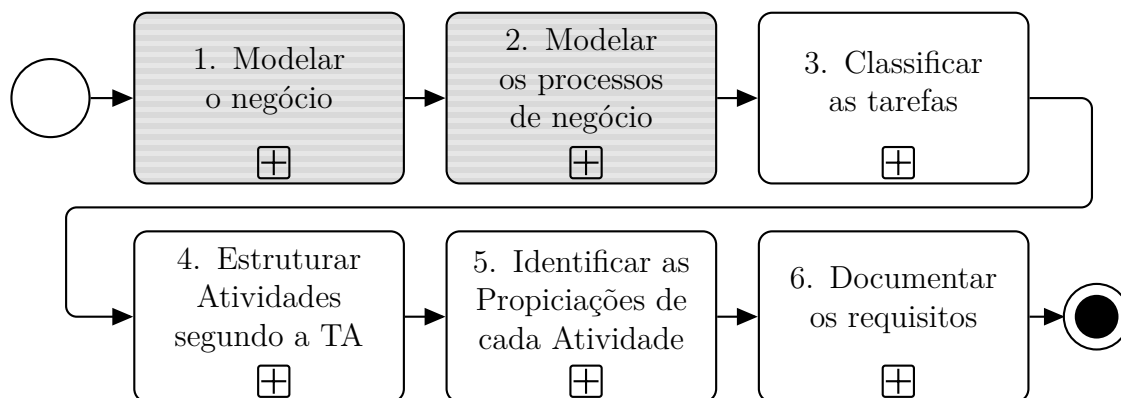 1. Modelar
o negócio
2. Modelar
os processos
de negócio
3. Classificar
as tarefas
4. Estruturar
Atividades
segundo a TA
5. Identificar as
Propiciações de
cada Atividade
6. Documentar
os requisitos